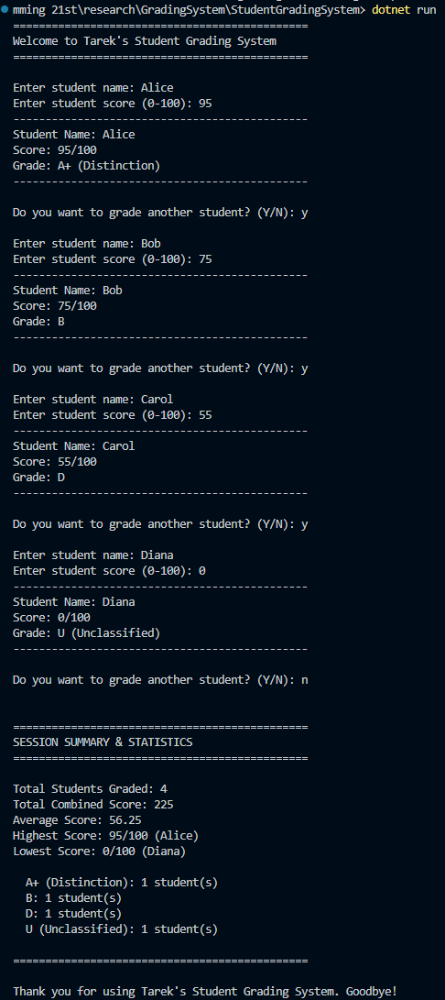 mming 21st\research\GradingSystem\StudentGradingSystem> dotnet run
==============================================
Welcome to Tarek's Student Grading System
==============================================
Enter student name: Alice
Enter student score (0-100): 95
----------------------------------------------
Student Name: Alice
Score: 95/100
Grade: A+ (Distinction)
----------------------------------------------
Do you want to grade another student? (Y/N): y
Enter student name: Bob
Enter student score (0-100): 75
----------------------------------------------
Student Name: Bob
Score: 75/100
Grade: B
----------------------------------------------
Do you want to grade another student? (Y/N): y
Enter student name: Carol
Enter student score (0-100): 55
----------------------------------------------
Student Name: Carol
Score: 55/100
Grade: D
----------------------------------------------
Do you want to grade another student? (Y/N): y
Enter student name: Diana
Enter student score (0-100): 0
----------------------------------------------
Student Name: Diana
Score: 0/100
Grade: U (Unclassified)
----------------------------------------------
Do you want to grade another student? (Y/N): n
==============================================
SESSION SUMMARY & STATISTICS
==============================================
Total Students Graded: 4
Total Combined Score: 225
Average Score: 56.25
Highest Score: 95/100 (Alice)
Lowest Score: 0/100 (Diana)
A+ (Distinction): 1 student(s)
B: 1 student(s)
D: 1 student(s)
U (Unclassified): 1 student(s)
==============================================
Thank you for using Tarek's Student Grading System. Goodbye!